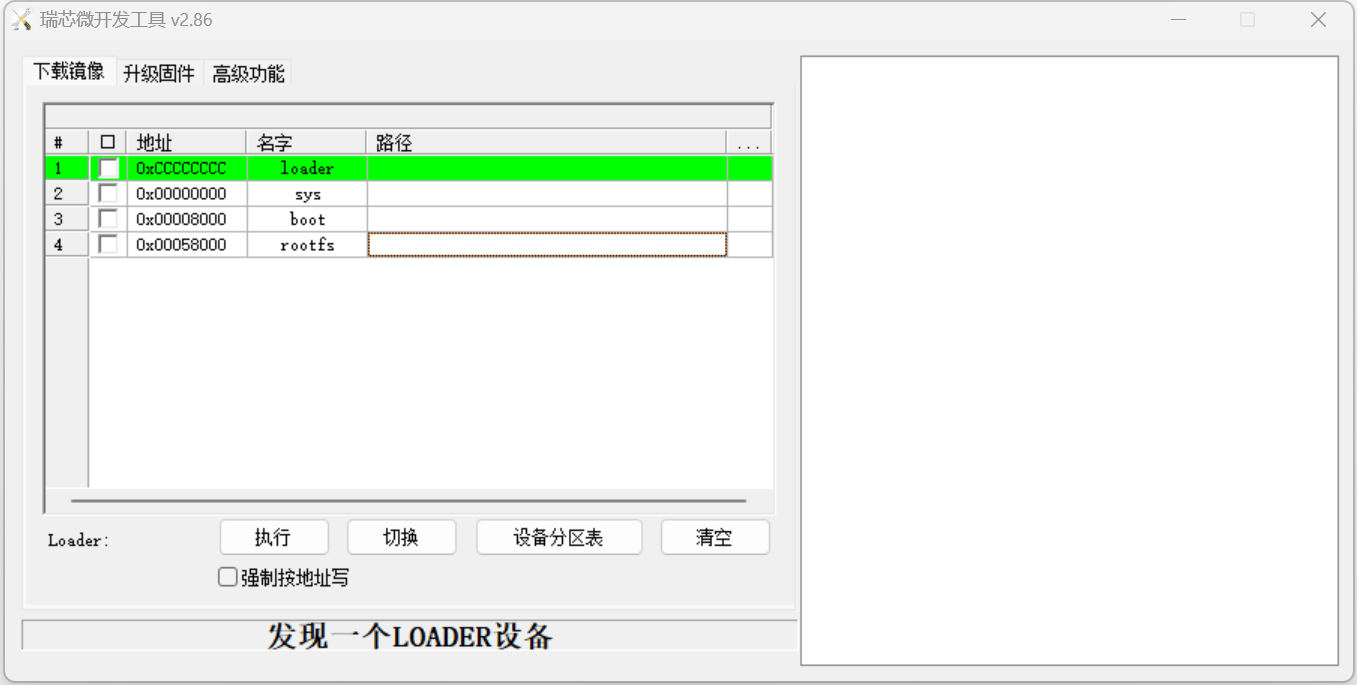 瑞芯微开发工具 v2.86
下载镜像 升级固件 高级功能
# 地址 名字 路径 ...
1 0xCCCCCCCC loader
2 0x00000000 sys
3 0x00008000 boot
4 0x00058000 rootfs
Loader: 执行 切换 设备分区表 清空
强制按地址写
发现一个LOADER设备